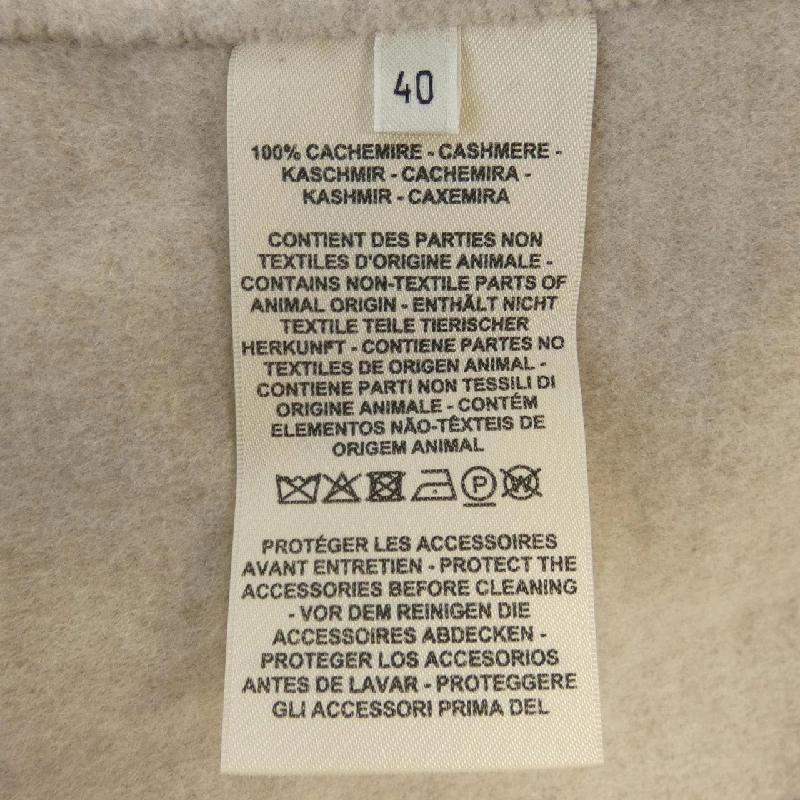 40
100% CACHEMIRE - CASHMERE -
KASCHMIR - CACHEMIRA -
KASHMIR - CAXEMIRA
CONTIENT DES PARTIES NON
TEXTILES D'ORIGINE ANIMALE -
CONTAINS NON-TEXTILE PARTS OF
ANIMAL ORIGIN - ENTHÄLT NICHT
TEXTILE TEILE TIERISCHER
HERKUNFT - CONTIENE PARTES NO
TEXTILES DE ORIGEN ANIMAL -
CONTIENE PARTI NON TESSILI DI
ORIGINE ANIMALE - CONTÉM
ELEMENTOS NÃO-TÊXTEIS DE
ORIGEM ANIMAL
P W
PROTÉGER LES ACCESSOIRES
AVANT ENTRETIEN - PROTECT THE
ACCESSORIES BEFORE CLEANING
- VOR DEM REINIGEN DIE
ACCESSOIRES ABDECKEN -
PROTEGER LOS ACCESORIOS
ANTES DE LAVAR - PROTEGGERE
GLI ACCESSORI PRIMA DEL